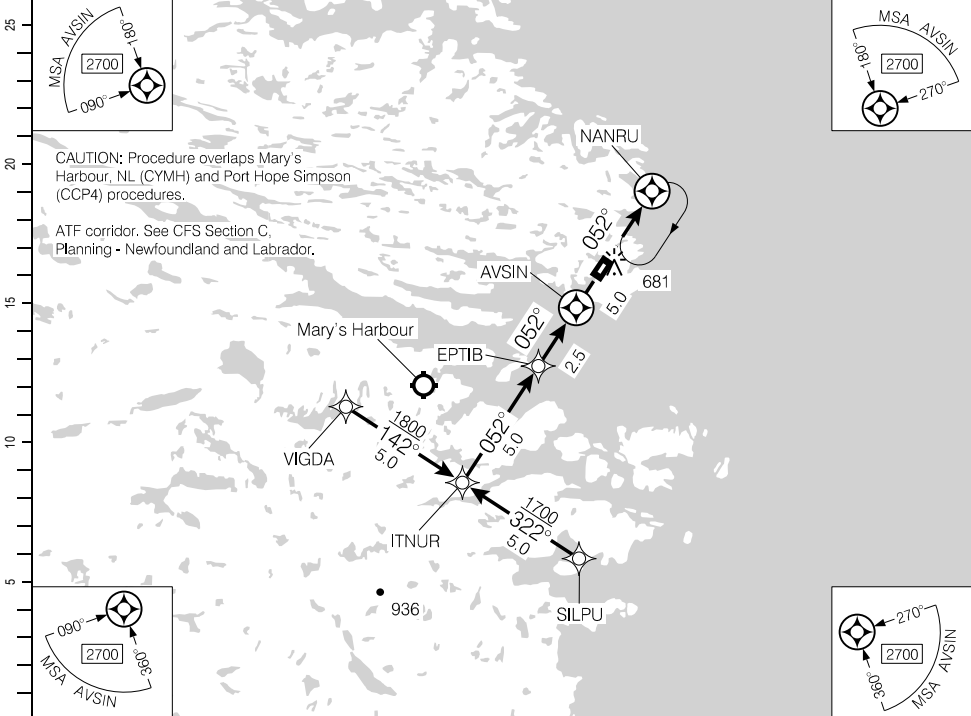 25
20
15
10
5
MSA AVSIN
180°
2700
090°
MSA AVSIN
180°
2700
270°
CAUTION: Procedure overlaps Mary's
Harbour, NL (CYMH) and Port Hope Simpson
(CCP4) procedures.
ATF corridor. See CFS Section C,
Planning - Newfoundland and Labrador.
NANRU
052°
AVSIN
681
5.0
052°
Mary's Harbour
EPTIB
2.5
1800
142°
5.0
052°
5.0
VIGDA
1700
322°
5.0
ITNUR
936
SILPU
090°
2700
360°
MSA AVSIN
270°
2700
360°
MSA AVSIN